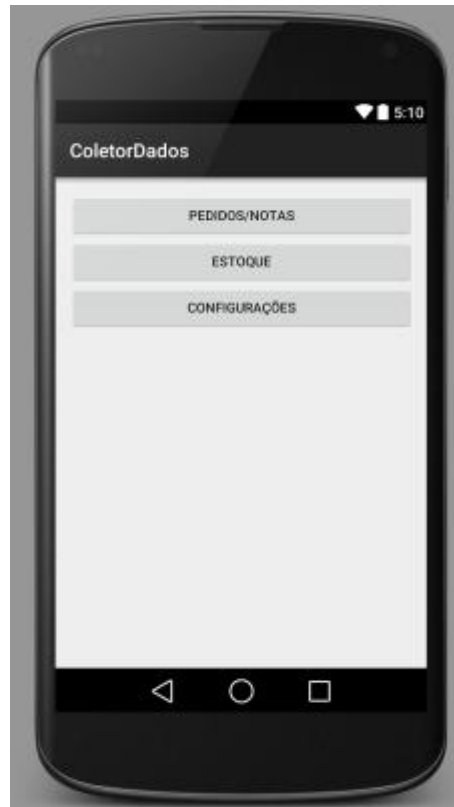 5:10
ColetorDados
PEDIDOS/NOTAS
ESTOQUE
CONFIGURAÇÕES